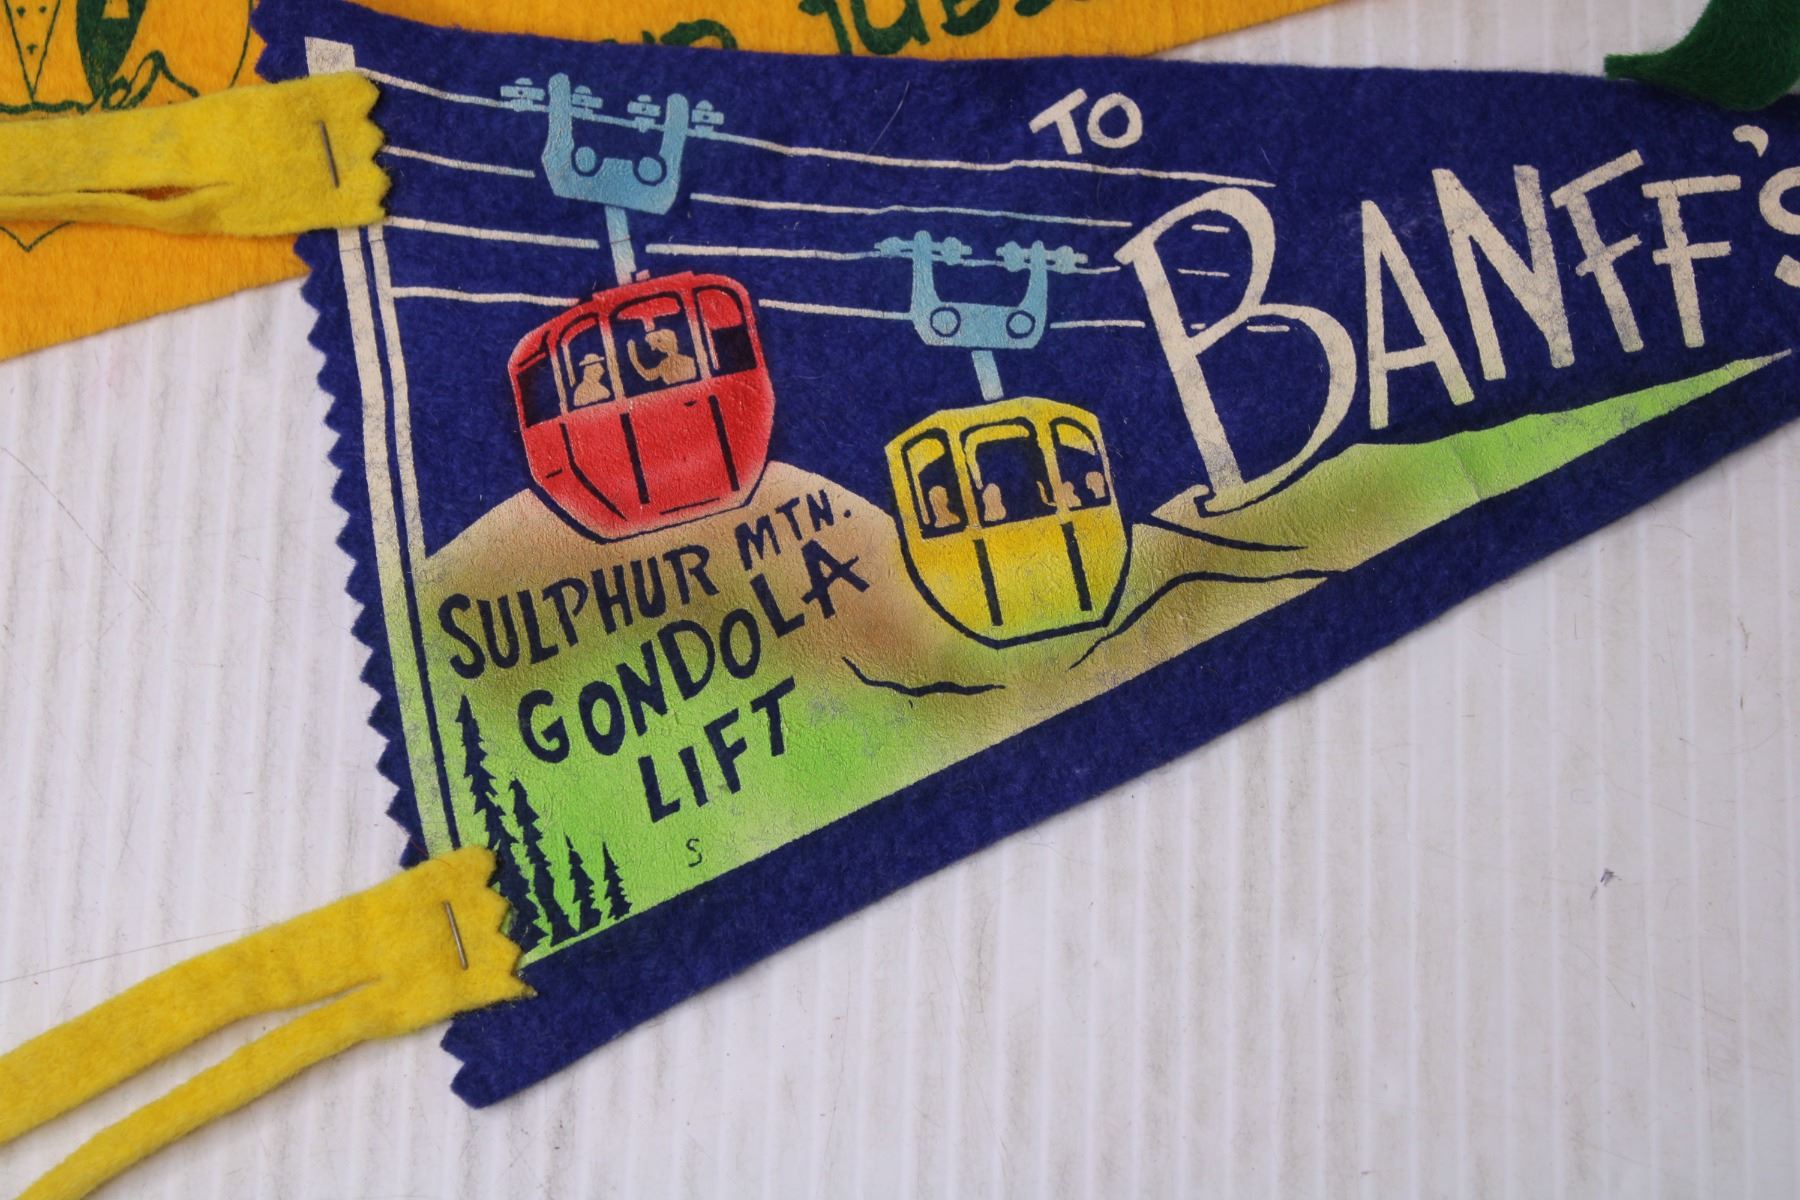 TO
BANFF'S
SULPHUR MTN.
GONDOLA
LIFT
S